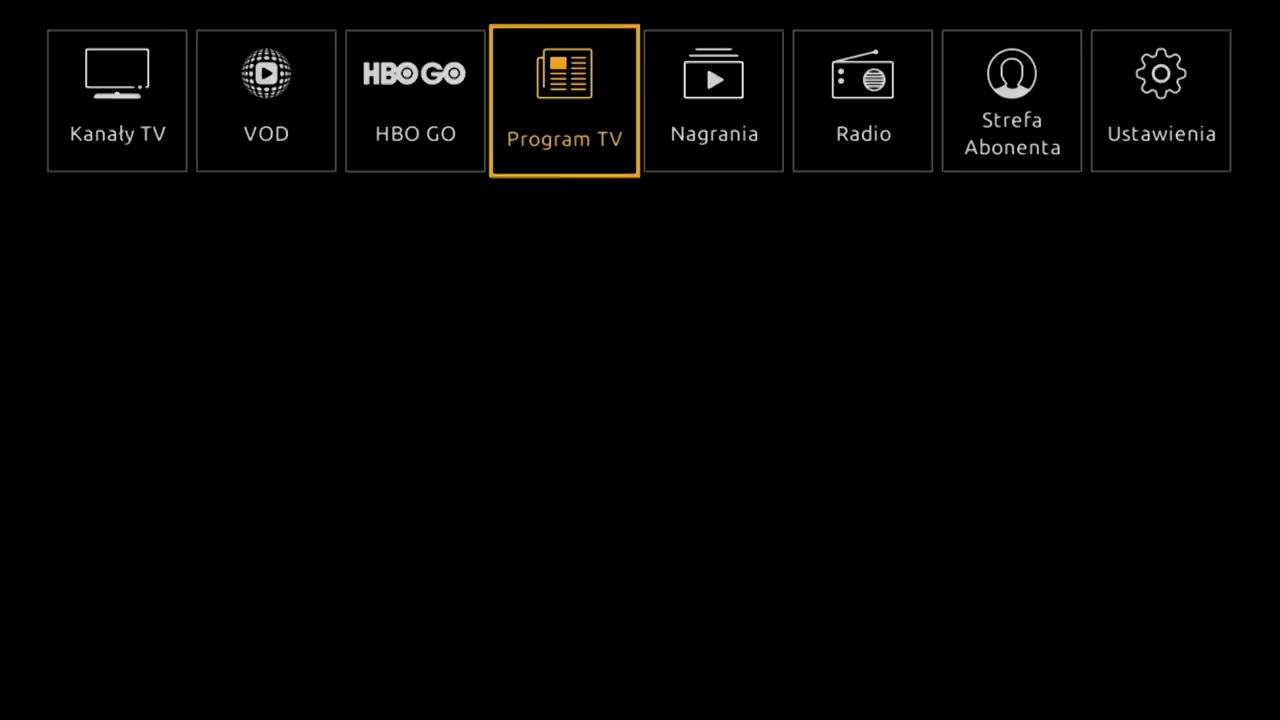 HBO GO
Kanały TV
VOD
HBO GO
Program TV
Nagrania
Radio
Strefa
Abonenta
Ustawienia